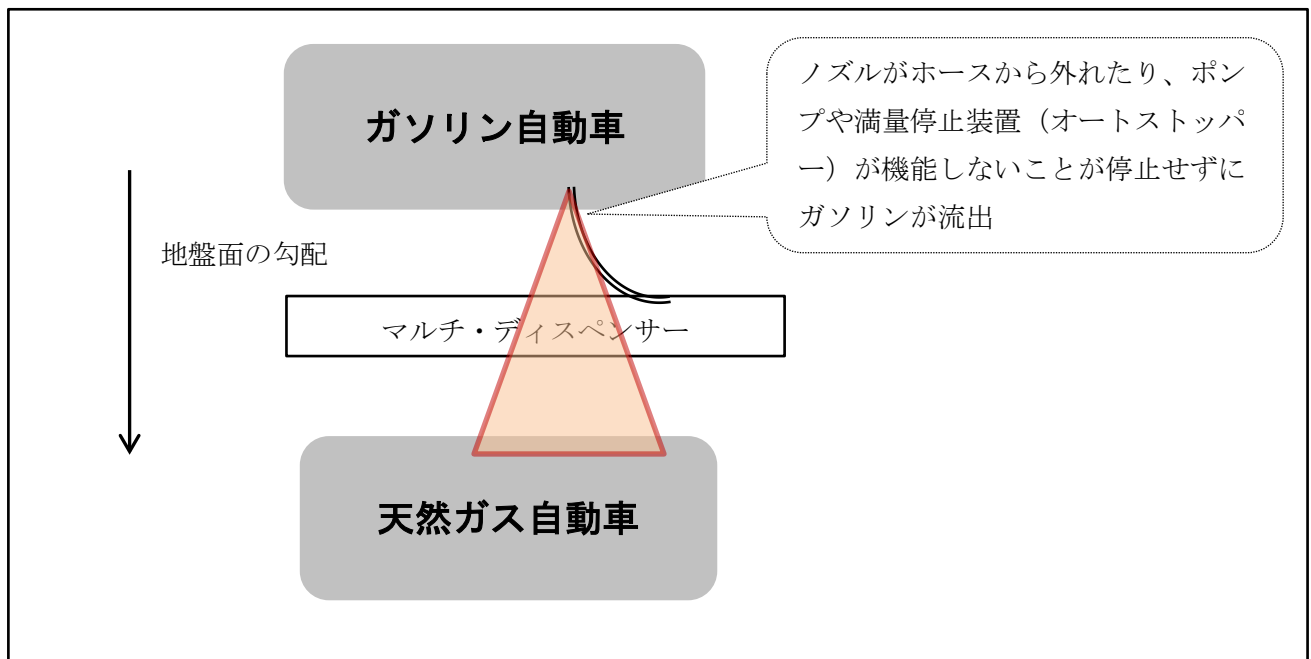 ガソリン自動車
ノズルがホースから外れたり、ポン
プや満量停止装置（オートストッパ
ー）が機能しないことが停止せずに
ガソリンが流出
地盤面の勾配
マルチ・ディスペンサー
天然ガス自動車